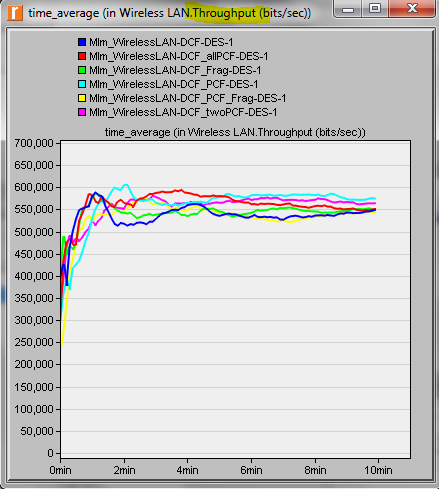 time_average (in Wireless LAN.Throughput (bits/sec))
Mlm_WirelessLAN-DCF-DES-1
Mlm_WirelessLAN-DCF_allPCF-DES-1
Mlm_WirelessLAN-DCF_Frag-DES-1
Mlm_WirelessLAN-DCF_PCF-DES-1
Mlm_WirelessLAN-DCF_PCF_Frag-DES-1
Mlm_WirelessLAN-DCF_twoPCF-DES-1
time_average (in Wireless LAN.Throughput (bits/sec))
700,000
650,000
600,000
550,000
500,000
450,000
400,000
350,000
300,000
250,000
200,000
150,000
100,000
50,000
0
0min 2min 4min 6min 8min 10min